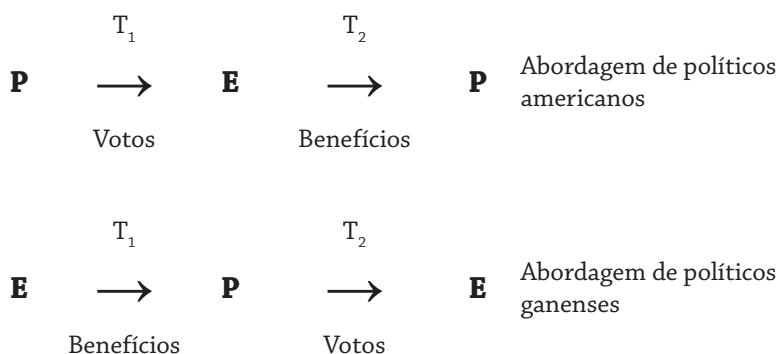 T₁ T₂
P → E → P Abordagem de políticos
americanos
Votos Benefícios
T₁ T₂
E → P → E Abordagem de políticos
ganenses
Benefícios Votos